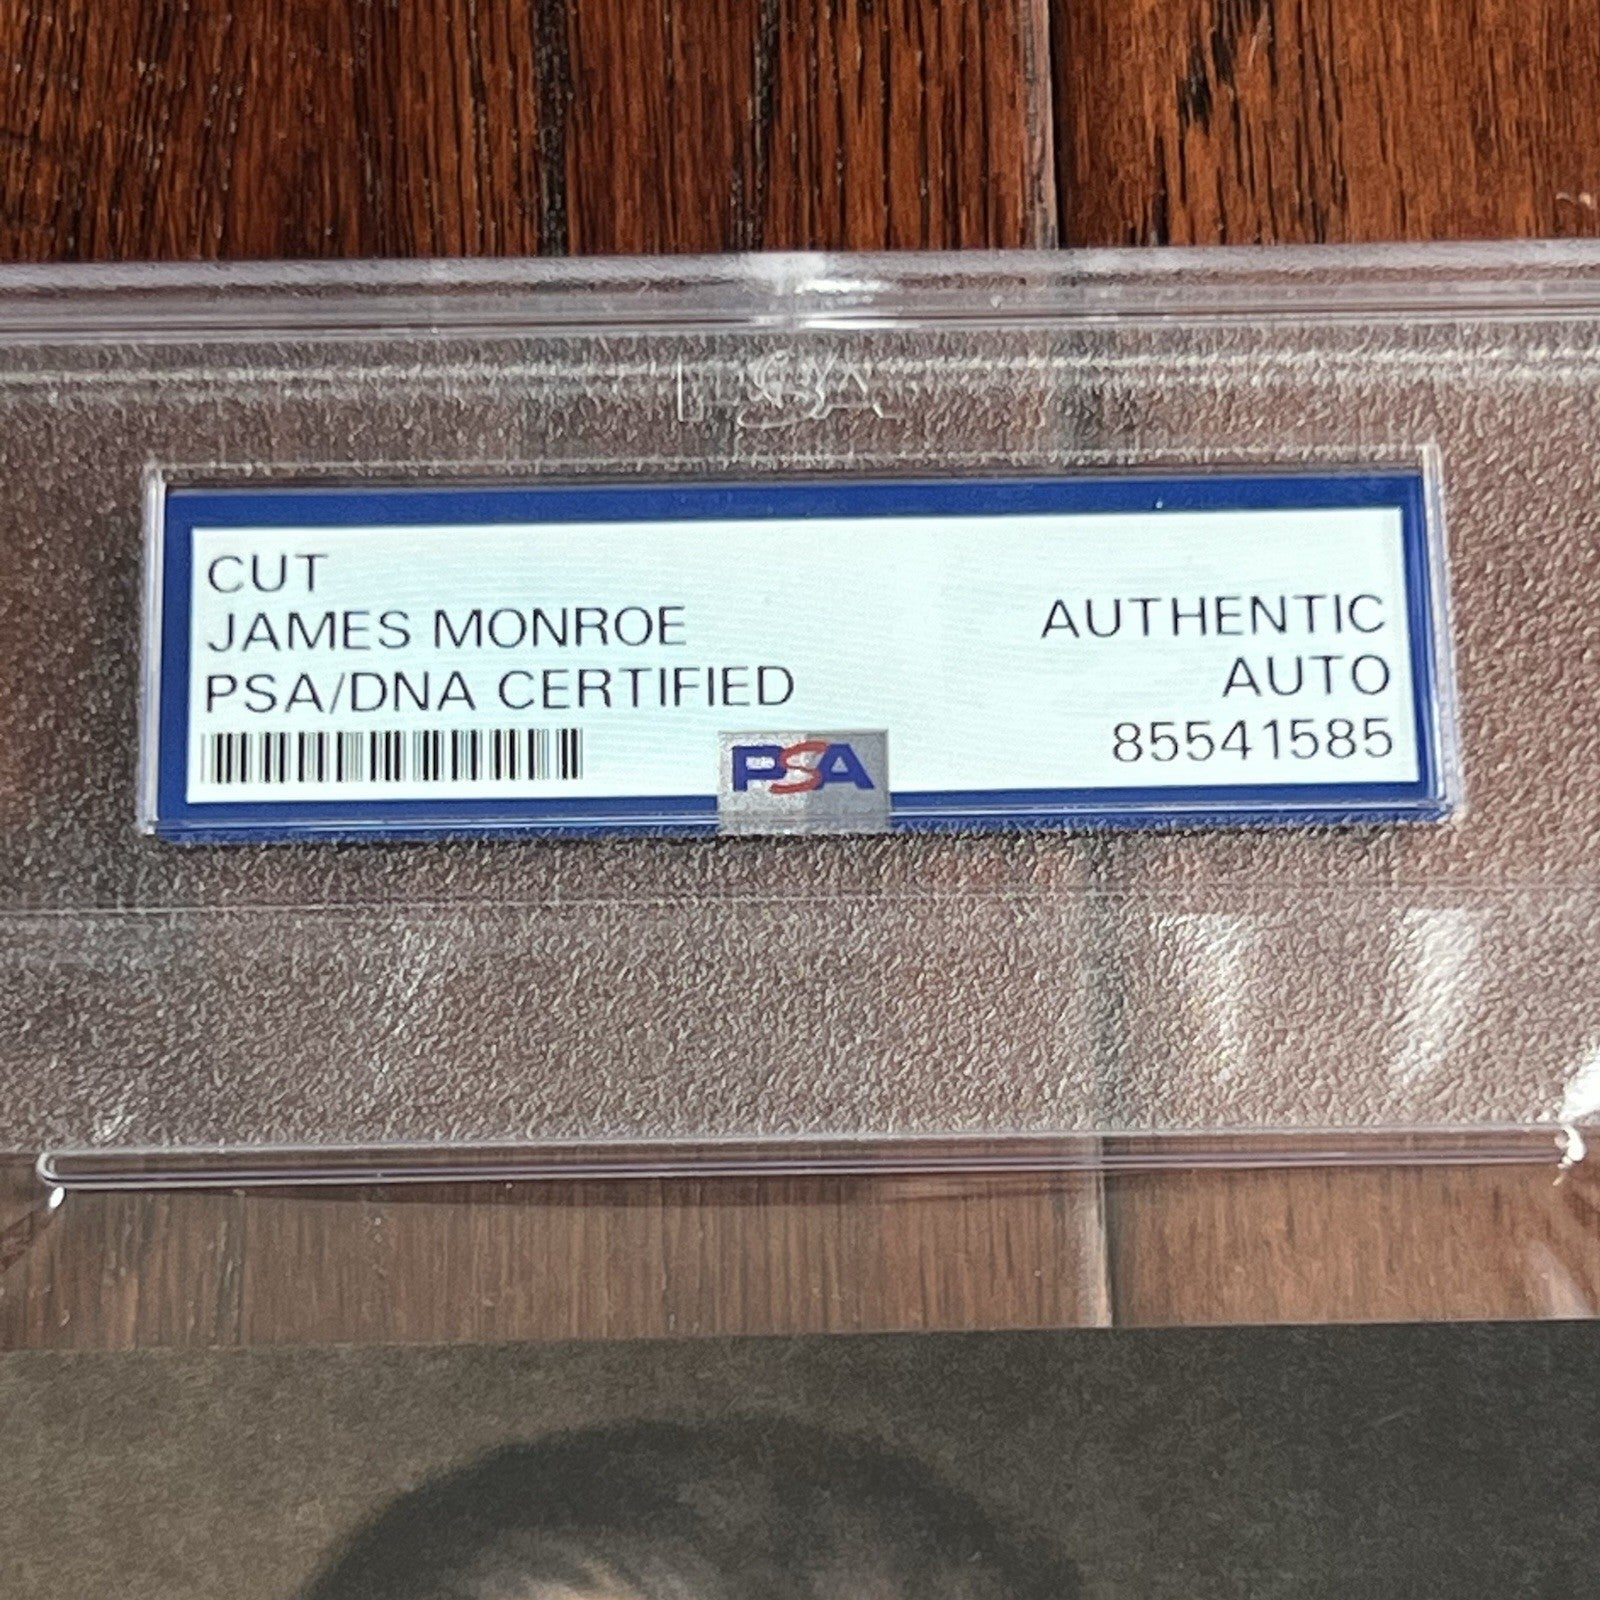 CUT
JAMES MONROE
PSA/DNA CERTIFIED
AUTHENTIC
AUTO
85541585
PSA